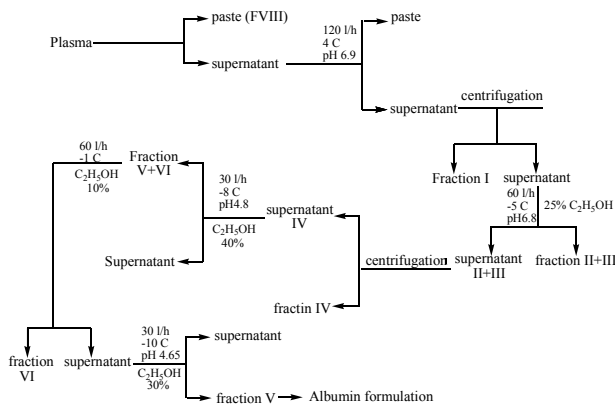 Plasma
paste (FVIII)
supernatant
120 l/h
4 C
pH 6.9
paste
supernatant
centrifugation
Fraction I
supernatant
60 l/h
-5 C
pH6.8
25% C2H5OH
supernatant
II+III
fraction II+III
centrifugation
supernatant
IV
fractin IV
30 l/h
-8 C
pH4.8
C2H5OH
40%
Fraction
V+VI
Supernatant
60 l/h
-1 C
C2H5OH
10%
fraction
VI
supernatant
30 l/h
-10 C
pH 4.65
C2H5OH
30%
supernatant
fraction V
Albumin formulation